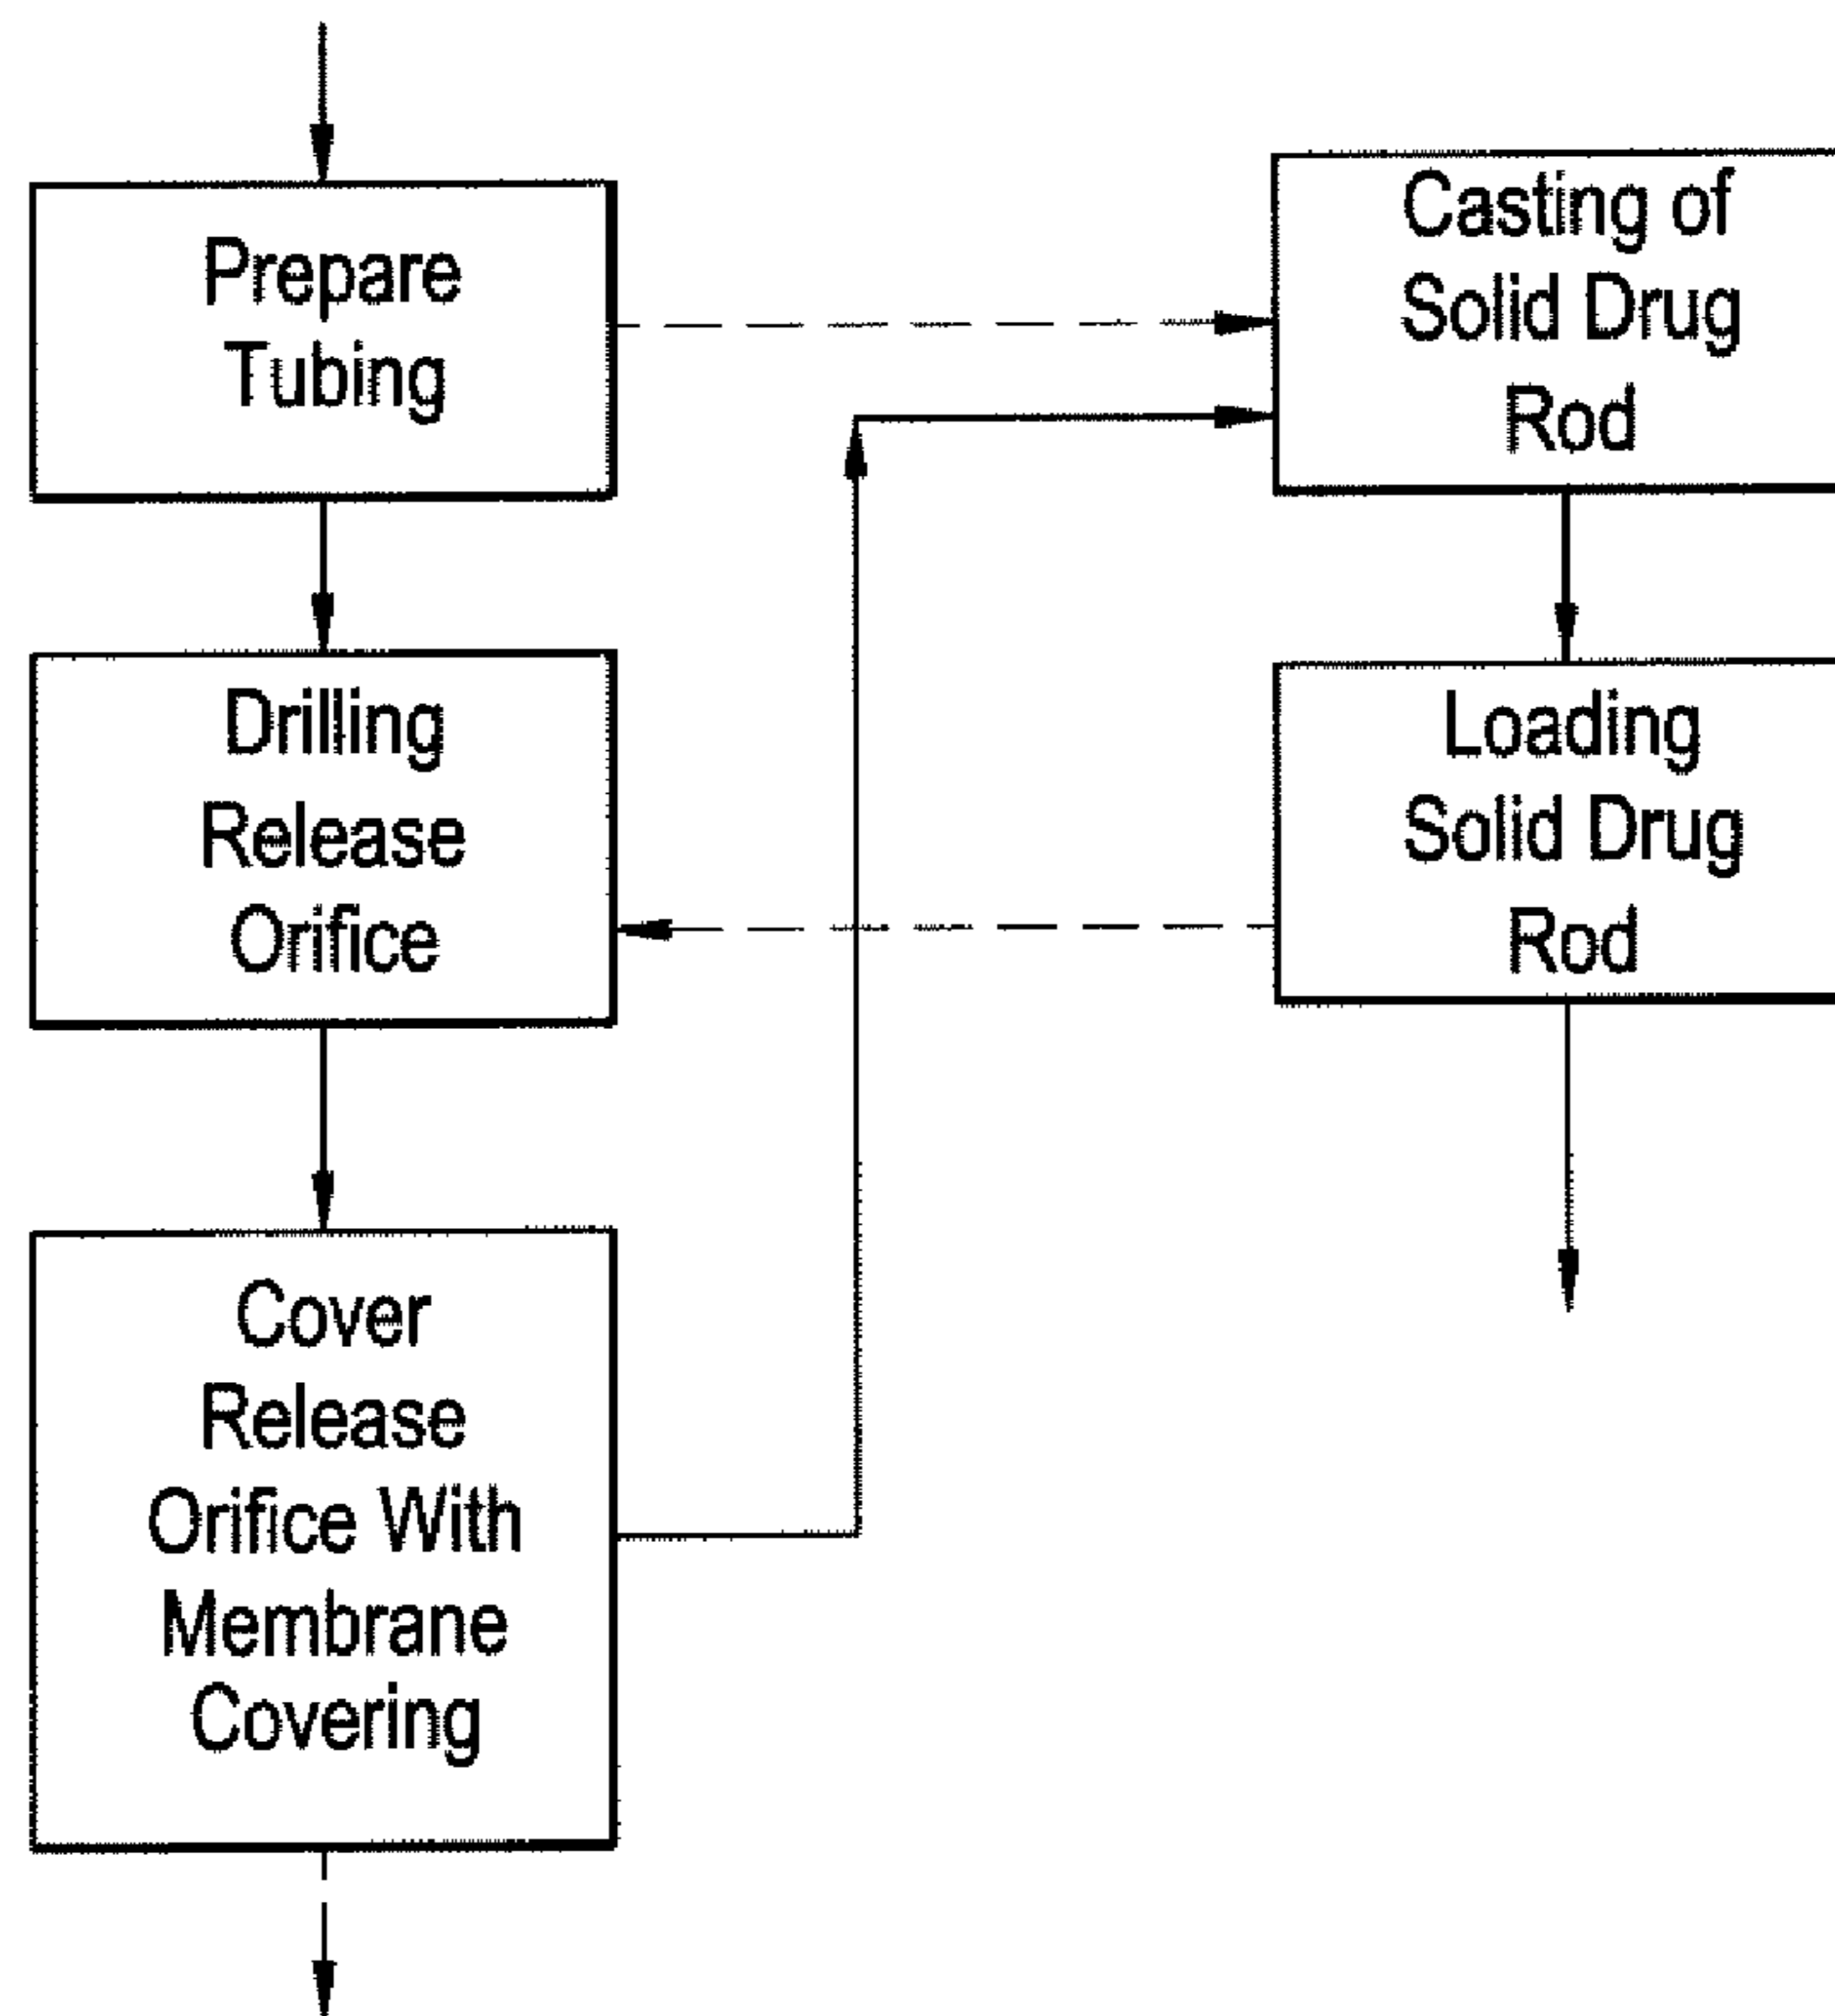 Prepare
Tubing
Drilling
Release
Orifice
Cover
Release
Orifice With
Membrane
Covering
Casting of
Solid Drug
Rod
Loading
Solid Drug
Rod